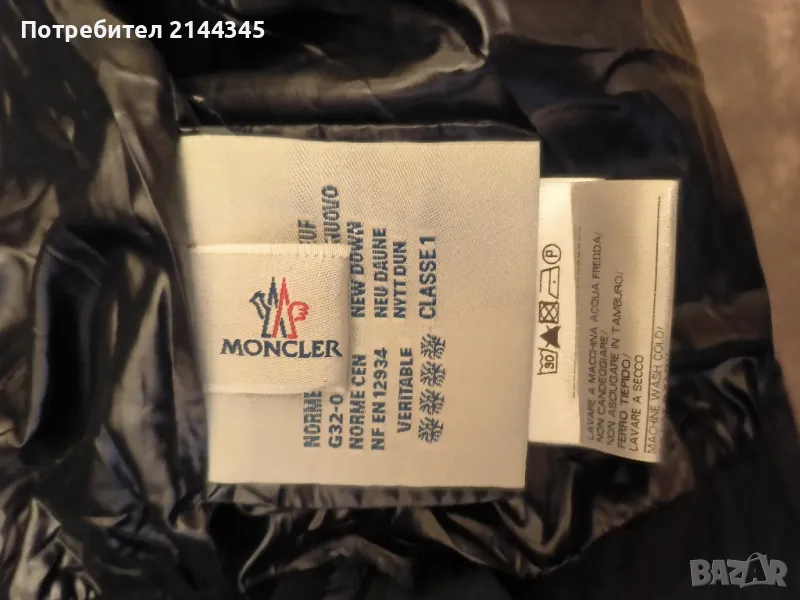 Потребител 2144345
MONCLER
NORME
NUOVO
G32-0
NORME CEN NEW DOWN
NF EN 12934 NEU DAUNE
NYTT DUN
VERITABLE
CLASSE 1
30 P
LAVARE A MACCHINA ACQUA FREDDA/
NON CANDEGGIARE/
NON ASCIUGARE IN TAMBURO/
FERRO TIEPIDO/
LAVARE A SECCO
MACHINE WASH COLD/
BAZAR